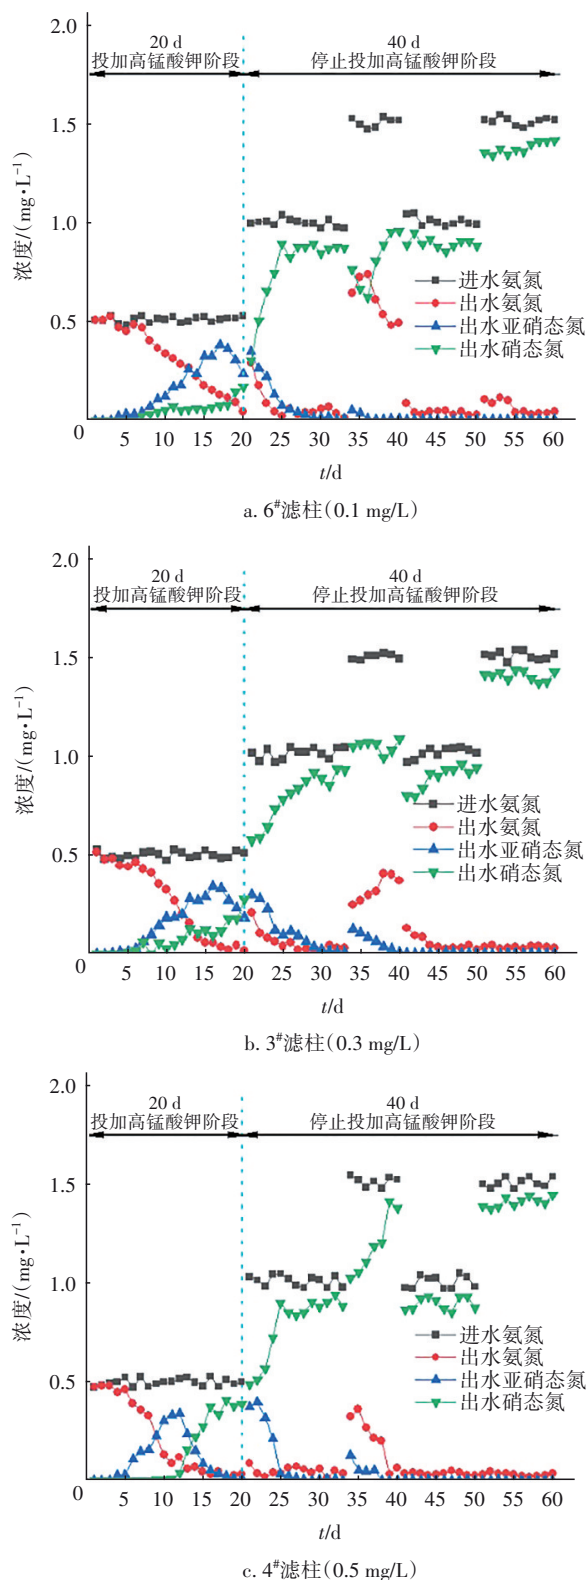 2.0
20 d
40 d
投加高锰酸钾阶段
停止投加高锰酸钾阶段
1.5
1.0
浓度/(mg·L⁻¹)
进水氨氮
出水氨氮
0.5
出水亚硝态氮
出水硝态氮
0
5 10 15 20 25 30 35 40 45 50 55 60
t/d
a. 6#滤柱(0.1 mg/L)
2.0
20 d
40 d
投加高锰酸钾阶段
停止投加高锰酸钾阶段
1.5
1.0
浓度/(mg·L⁻¹)
进水氨氮
出水氨氮
0.5
出水亚硝态氮
出水硝态氮
0
5 10 15 20 25 30 35 40 45 50 55 60
t/d
b. 3#滤柱(0.3 mg/L)
2.0
20 d
40 d
投加高锰酸钾阶段
停止投加高锰酸钾阶段
1.5
1.0
浓度/(mg·L⁻¹)
进水氨氮
出水氨氮
0.5
出水亚硝态氮
出水硝态氮
0
5 10 15 20 25 30 35 40 45 50 55 60
t/d
c. 4#滤柱(0.5 mg/L)